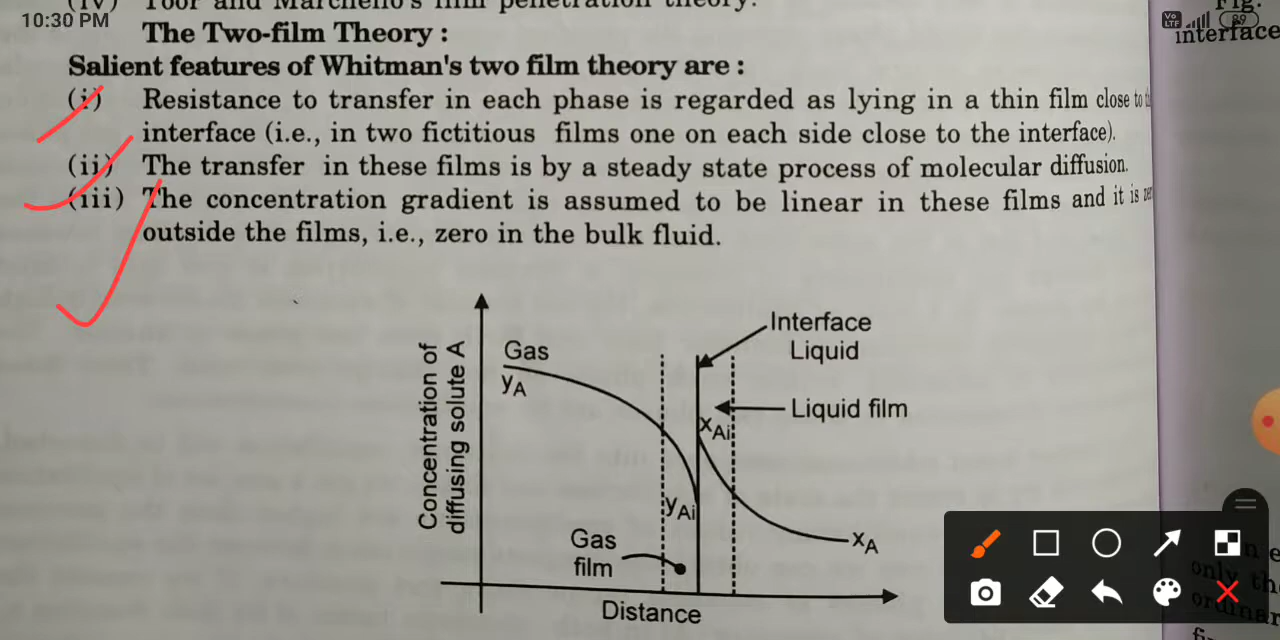 10:30 PM
89
The Two-film Theory :
Salient features of Whitman's two film theory are :
(i) Resistance to transfer in each phase is regarded as lying in a thin film close to
interface (i.e., in two fictitious films one on each side close to the interface).
(ii) The transfer in these films is by a steady state process of molecular diffusion.
(iii) The concentration gradient is assumed to be linear in these films and it is
outside the films, i.e., zero in the bulk fluid.
interface
Concentration of
diffusing solute A
Gas
yA
Interface
Liquid
Liquid film
xAi
yAi
Gas
film
xA
Distance
only